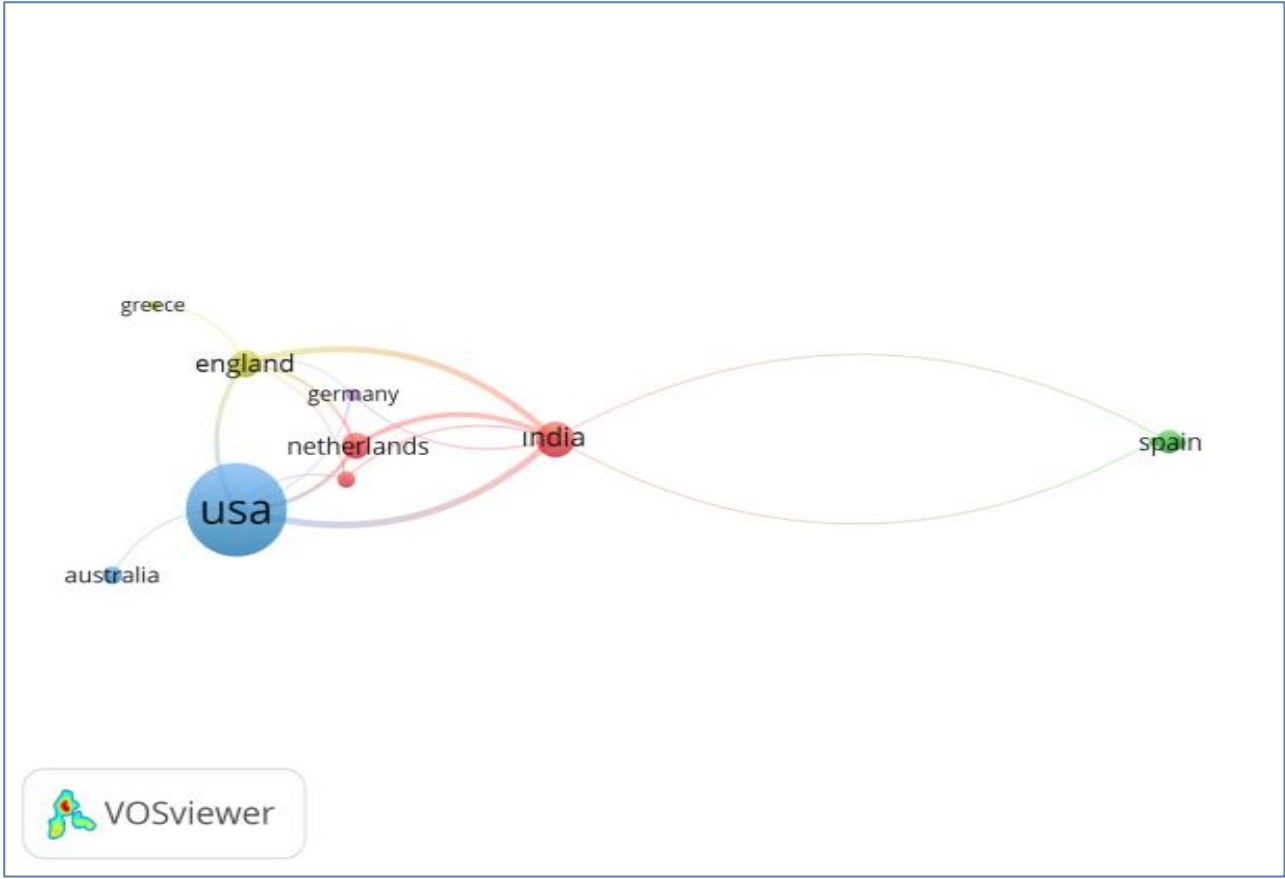 greece
england
germany
netherlands
india
spain
usa
australia
VOSviewer